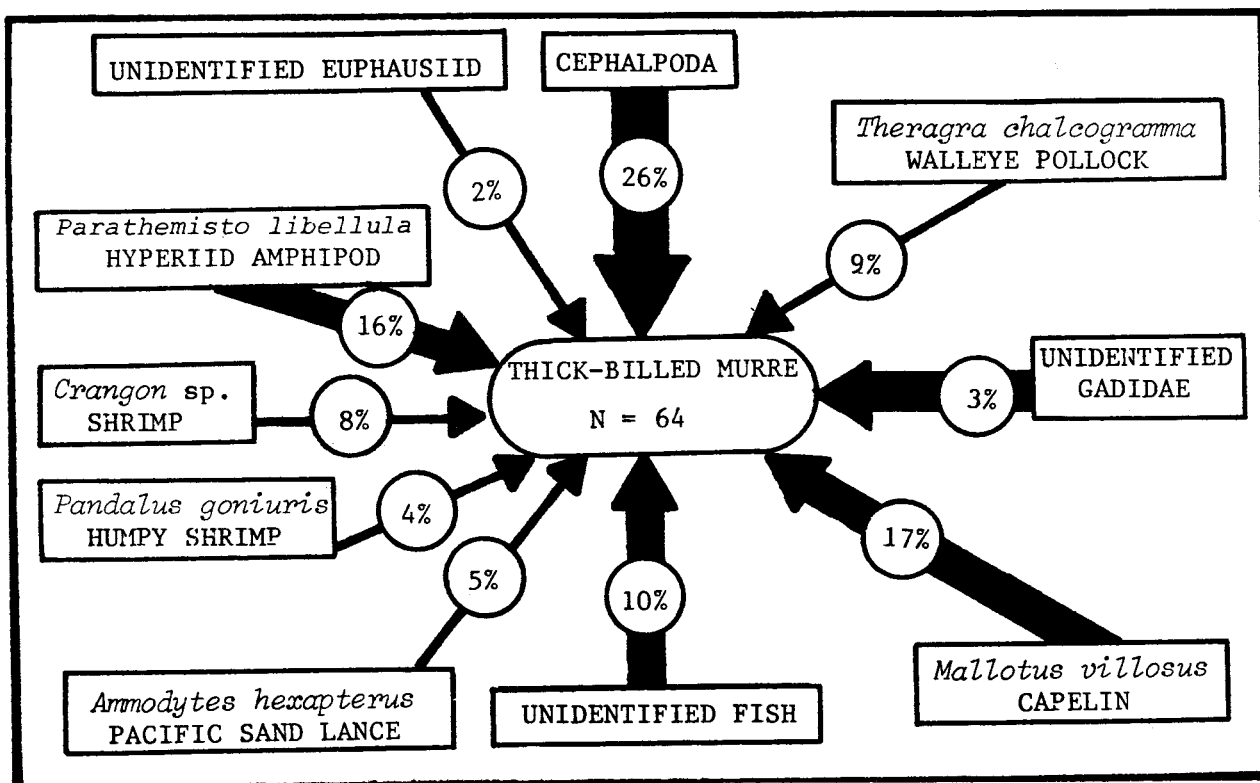 UNIDENTIFIED EUPHAUSIID
CEPHALPODA
Theragra chalcogramma
WALLEYE POLLOCK
2%
26%
9%
Parathemisto libellula
HYPERIID AMPHIPOD
16%
THICK-BILLED MURRE
N = 64
UNIDENTIFIED
GADIDAE
3%
Crangon sp.
SHRIMP
8%
Pandalus goniuris
HUMPY SHRIMP
4%
17%
5%
10%
Ammodytes hexapterus
PACIFIC SAND LANCE
UNIDENTIFIED FISH
Mallotus villosus
CAPELIN